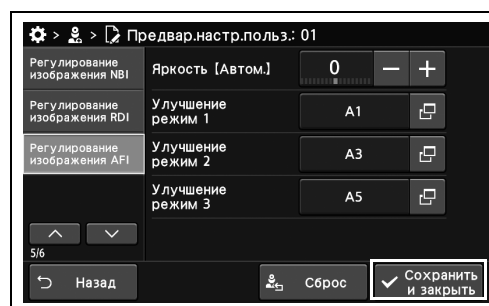 > > Предвар.настр.польз.: 01
Регулирование
изображения NBI
Яркость【Автом.】
0
− +
Регулирование
изображения RDI
Улучшение
режим 1
A1
Регулирование
изображения AFI
Улучшение
режим 2
A3
Улучшение
режим 3
A5
5/6
Назад
Сброс
Сохранить
и закрыть